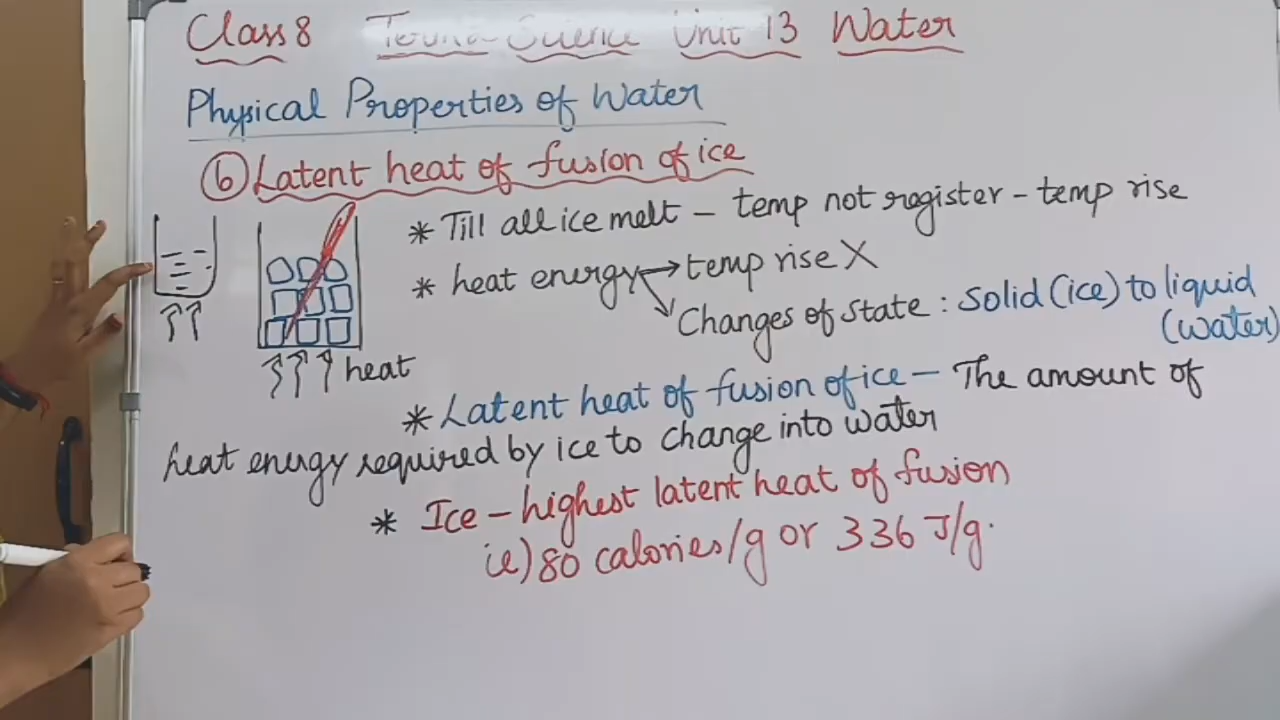 Class 8 Science Unit 13 Water
Physical Properties of Water
⑥ Latent heat of fusion of ice
* Till all ice melt - temp not register - temp rise
* heat energy → temp rise X
↘ Changes of state : solid (ice) to liquid
(water)
heat
* Latent heat of fusion of ice - The amount of
heat energy required by ice to change into water
* Ice - highest latent heat of fusion
ie) 80 calories/g or 336 J/g.